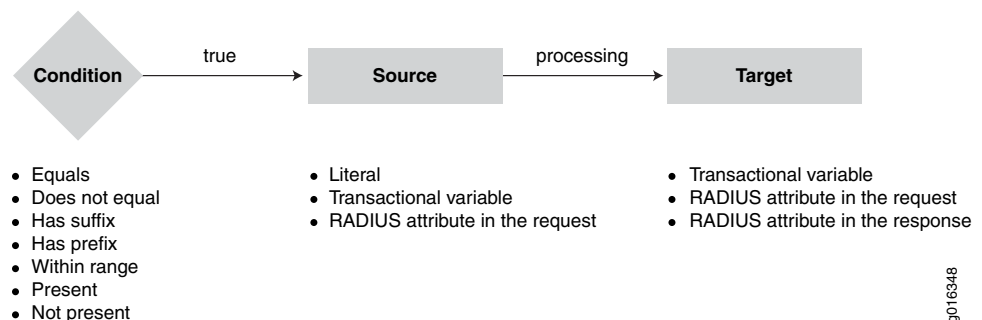 true
processing
Condition
Source
Target
• Equals
• Does not equal
• Has suffix
• Has prefix
• Within range
• Present
• Not present
• Literal
• Transactional variable
• RADIUS attribute in the request
• Transactional variable
• RADIUS attribute in the request
• RADIUS attribute in the response
g016348